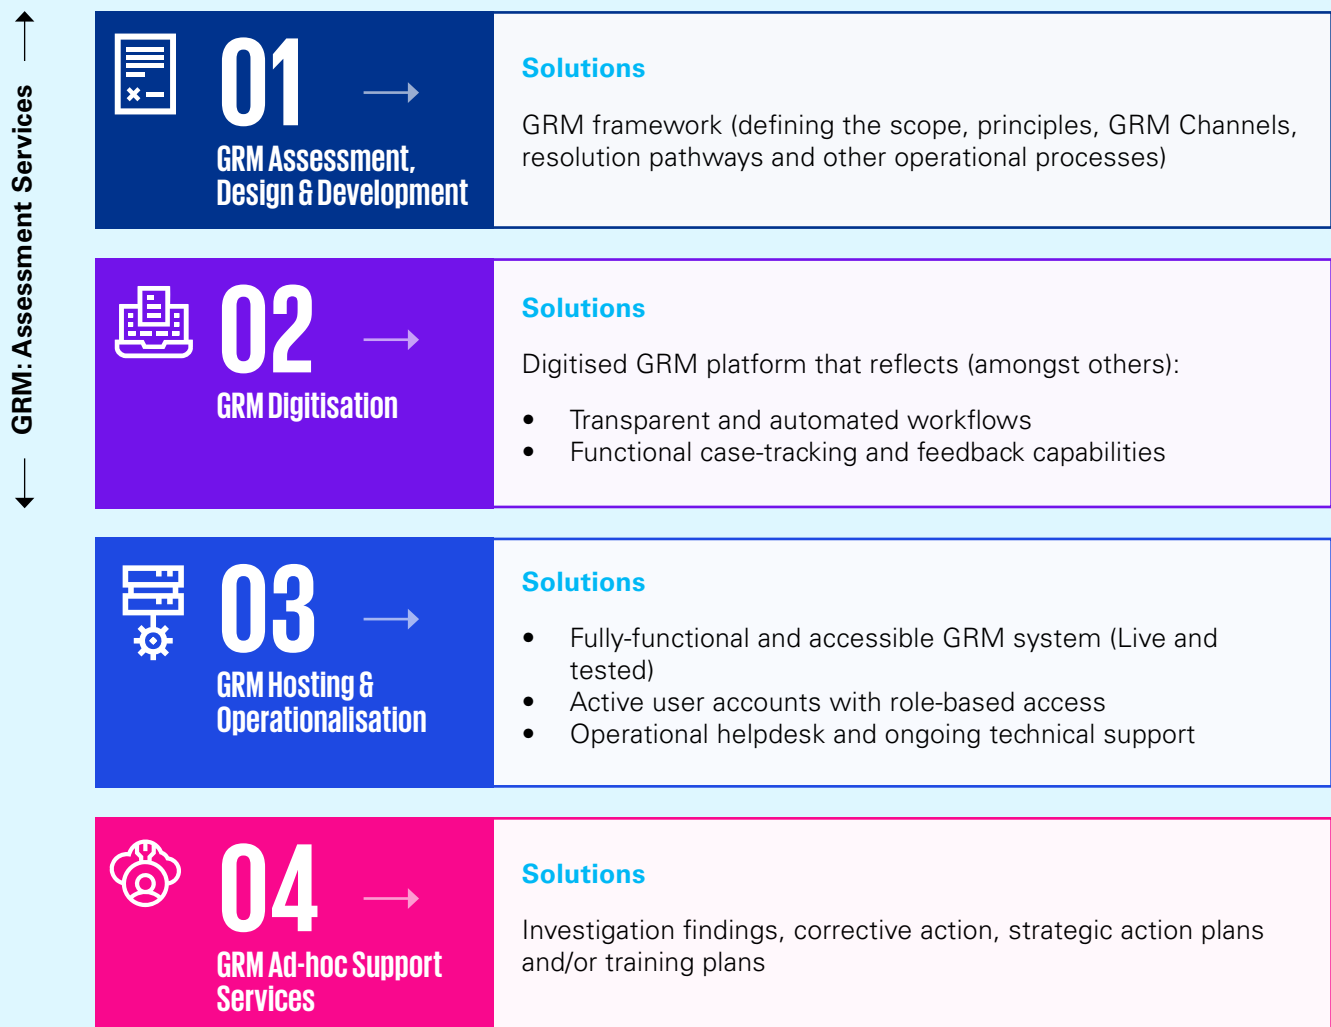 GRM: Assessment Services
01
GRM Assessment,
Design & Development
Solutions
GRM framework (defining the scope, principles, GRM Channels,
resolution pathways and other operational processes)
02
GRM Digitisation
Solutions
Digitised GRM platform that reflects (amongst others):
• Transparent and automated workflows
• Functional case-tracking and feedback capabilities
03
GRM Hosting &
Operationalisation
Solutions
• Fully-functional and accessible GRM system (Live and
tested)
• Active user accounts with role-based access
• Operational helpdesk and ongoing technical support
04
GRM Ad-hoc Support
Services
Solutions
Investigation findings, corrective action, strategic action plans
and/or training plans